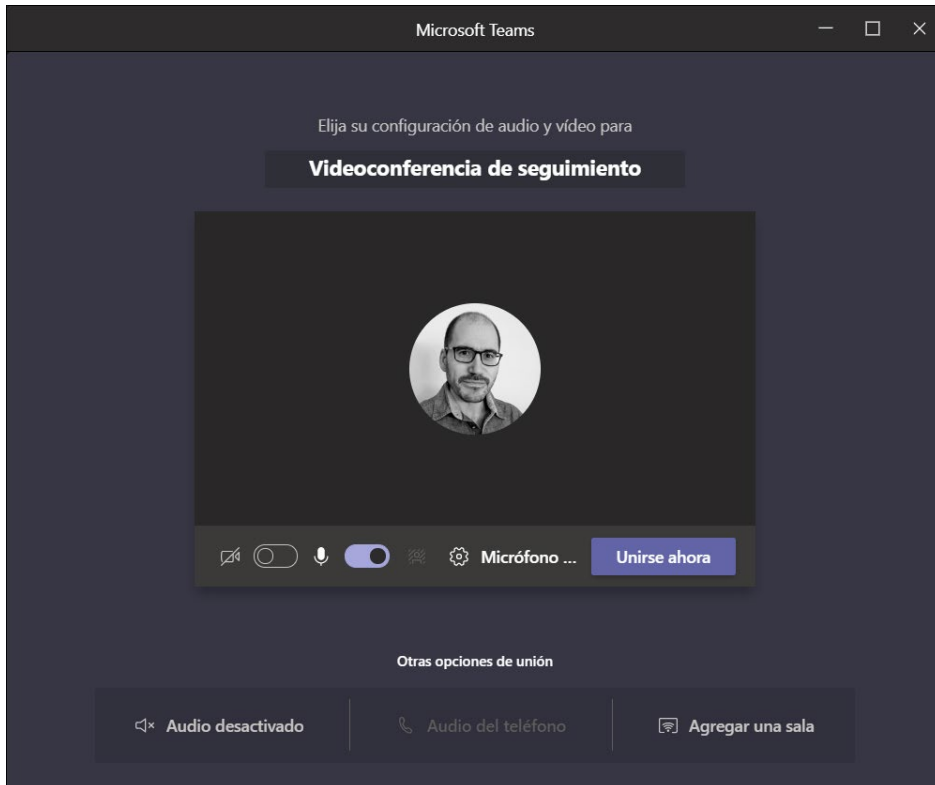 Microsoft Teams
Elija su configuración de audio y vídeo para
Videoconferencia de seguimiento
Micrófono ...
Unirse ahora
Otras opciones de unión
Audio desactivado
Audio del teléfono
Agregar una sala